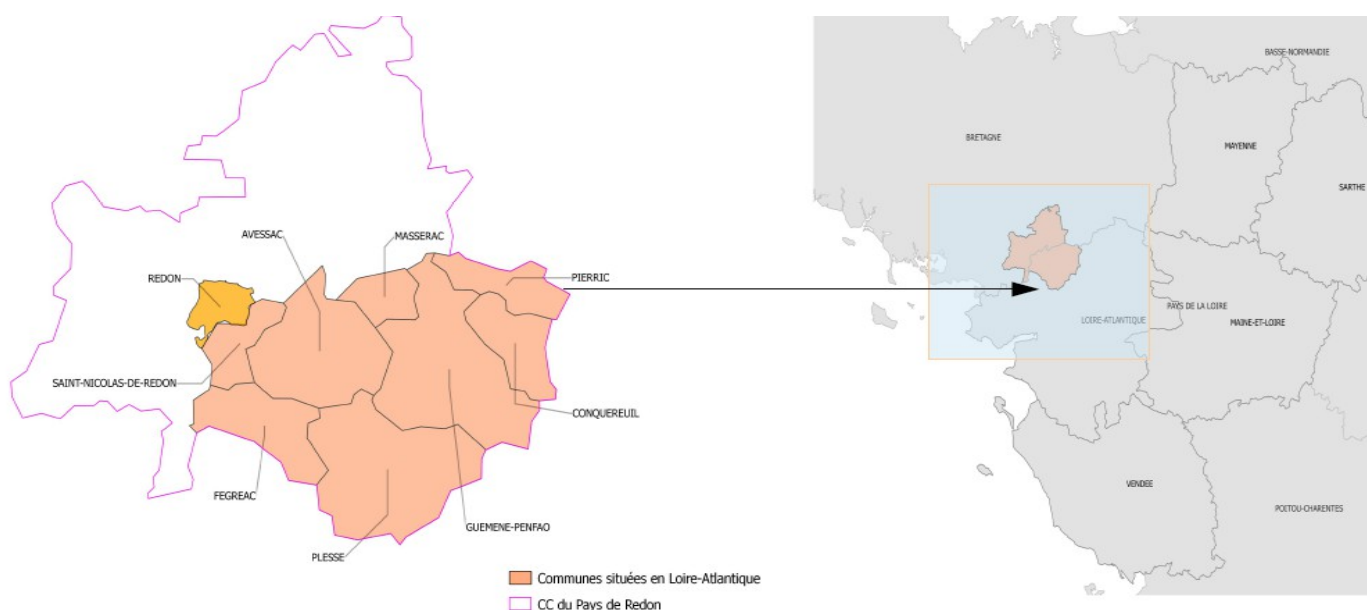 AVESSAC
MASSERAC
REDON
PIERRIC
SAINT-NICOLAS-DE-REDON
CONQUEREUIL
FEGREAC
GUEMENE-PENFAO
PLESSE
Communes situées en Loire-Atlantique
CC du Pays de Redon
BASSE-NORMANDIE
BRETAGNE
MAYENNE
SARTHE
PAYS DE LA LOIRE
LOIRE-ATLANTIQUE
MAINE-ET-LOIRE
VENDEE
POITOU-CHARENTES